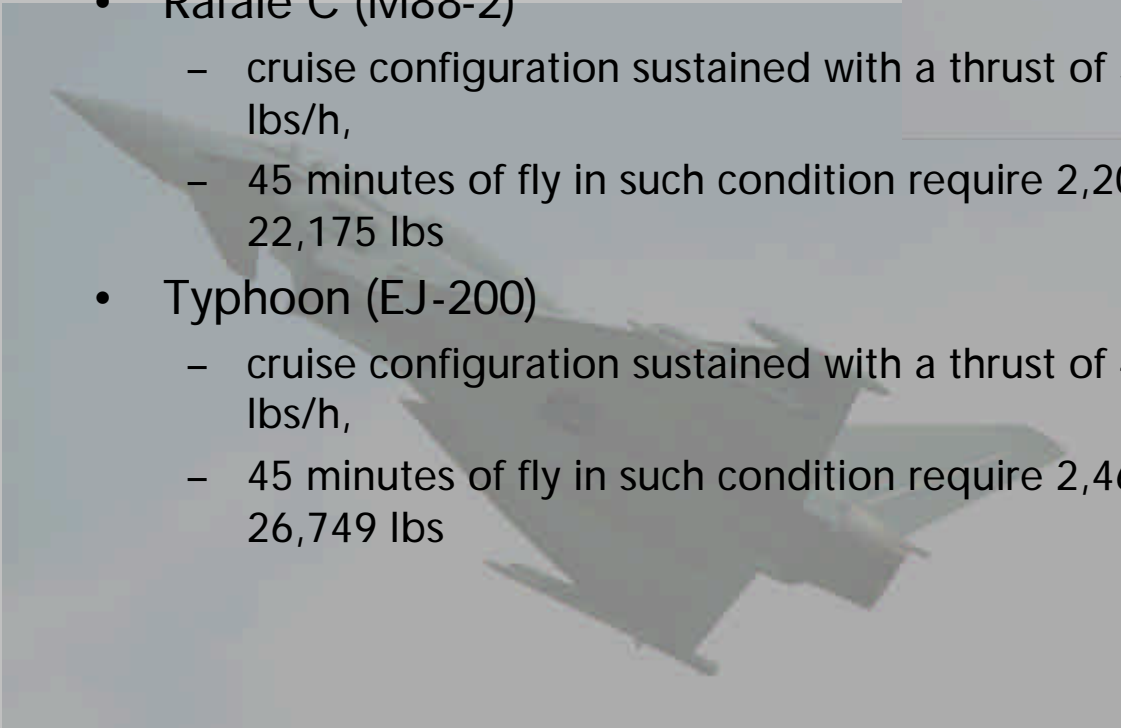 • Rafale C (M88-2)
– cruise configuration sustained with a thrust of
lbs/h,
– 45 minutes of fly in such condition require
22,175 lbs
• Typhoon (EJ-200)
– cruise configuration sustained with a thrust of
lbs/h,
– 45 minutes of fly in such condition require
26,749 lbs